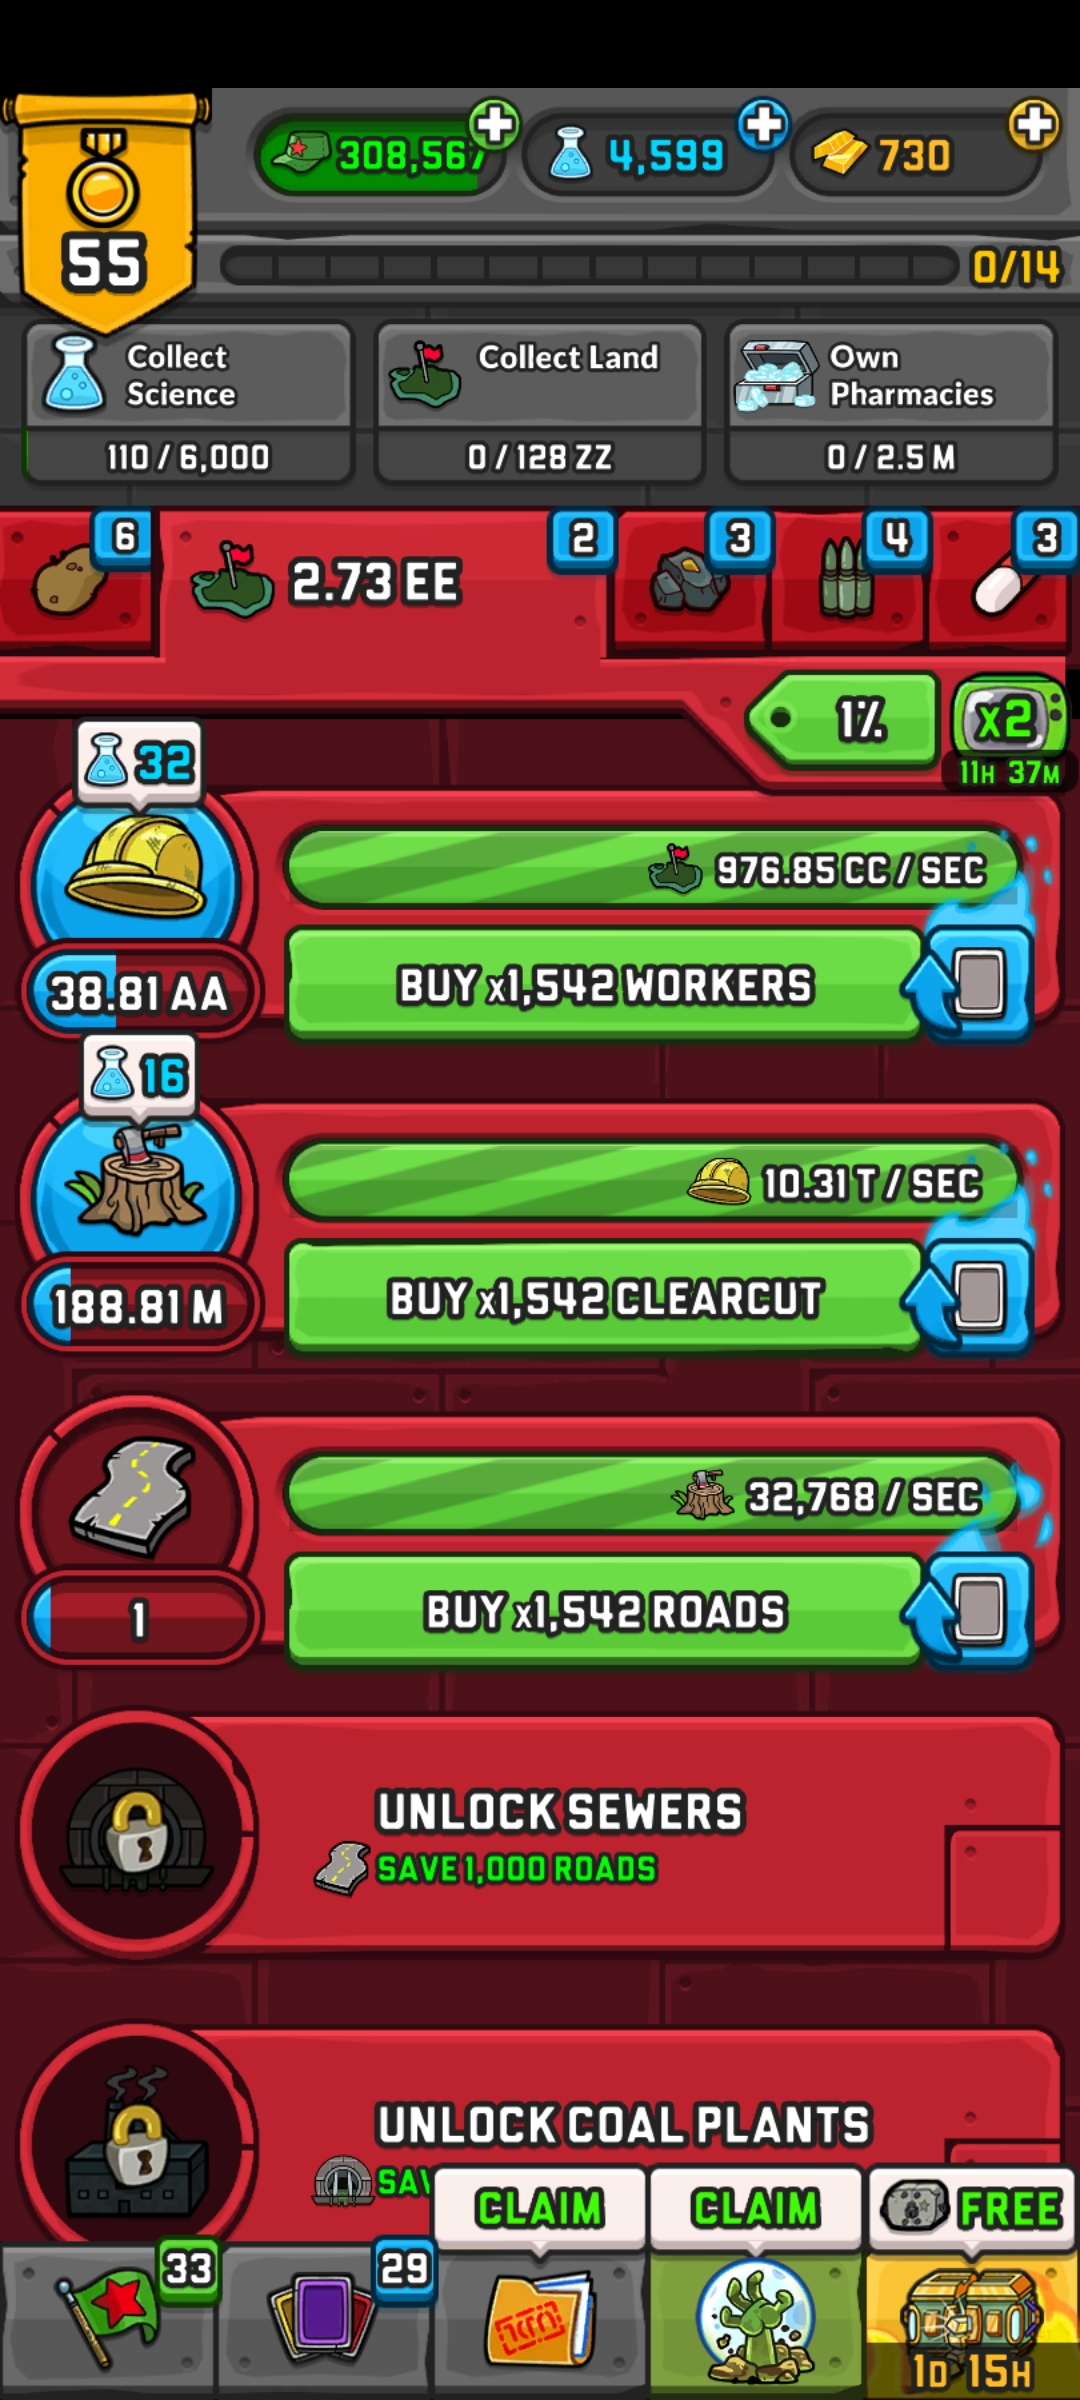 55
308,567
4,599
730
0/14
Collect
Science
110 / 6,000
Collect Land
0 / 128 ZZ
Own
Pharmacies
0 / 2.5 M
6
2.73 EE
2
3
4
3
1%
x2
11H 37M
32
976.85 CC / SEC
38.81 AA
BUY x1,542 WORKERS
16
10.31 T / SEC
188.81 M
BUY x1,542 CLEARCUT
32,768 / SEC
1
BUY x1,542 ROADS
UNLOCK SEWERS
SAVE 1,000 ROADS
UNLOCK COAL PLANTS
CLAIM
CLAIM
FREE
33
29
1D 15H